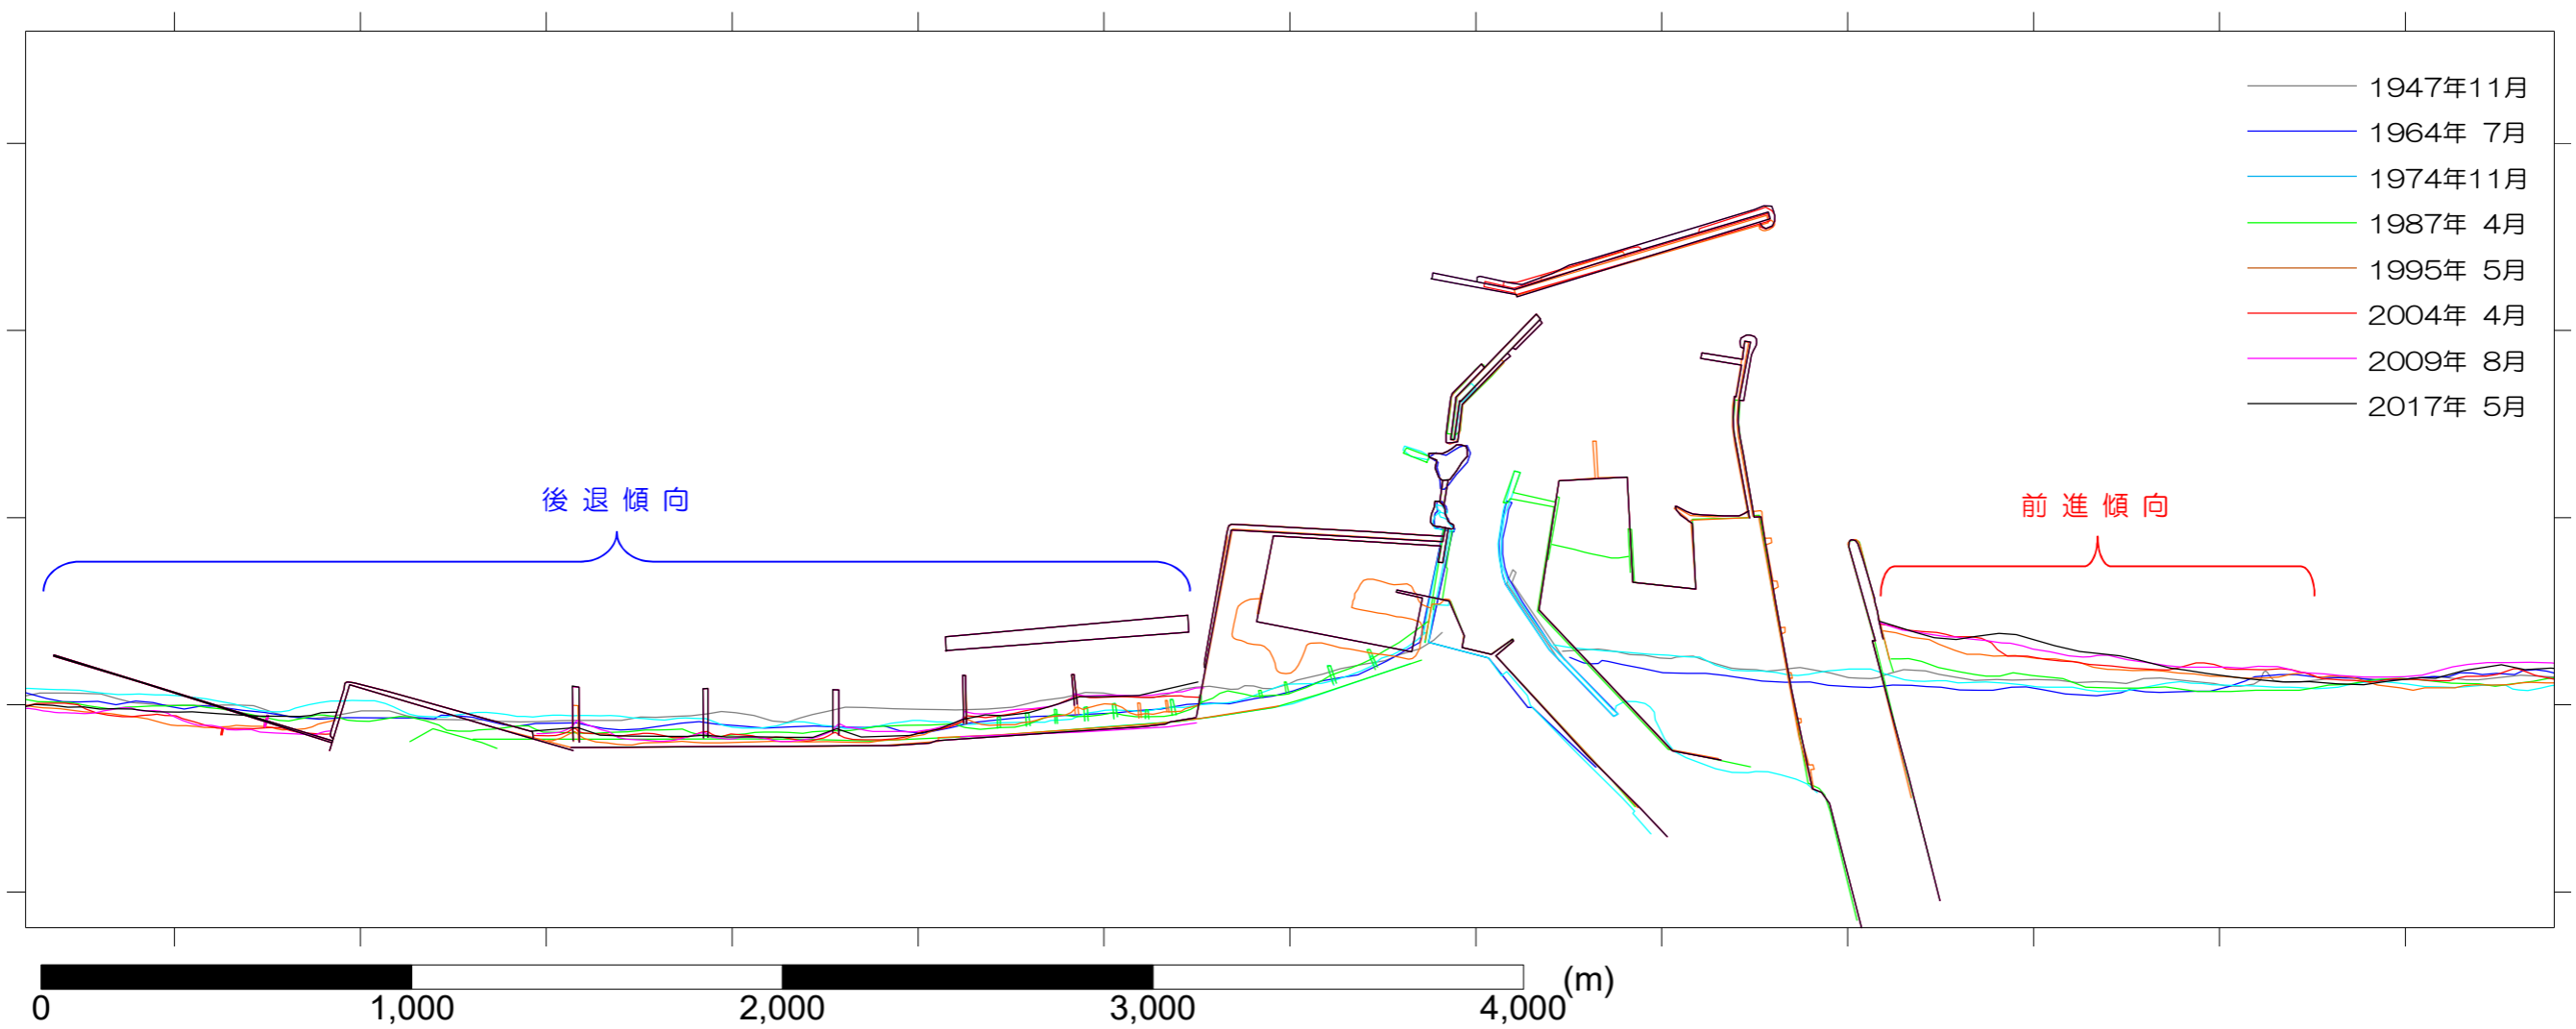 1947年11月
1964年 7月
1974年11月
1987年 4月
1995年 5月
2004年 4月
2009年 8月
2017年 5月
後退傾向
前進傾向
(m)
0 1,000 2,000 3,000 4,000